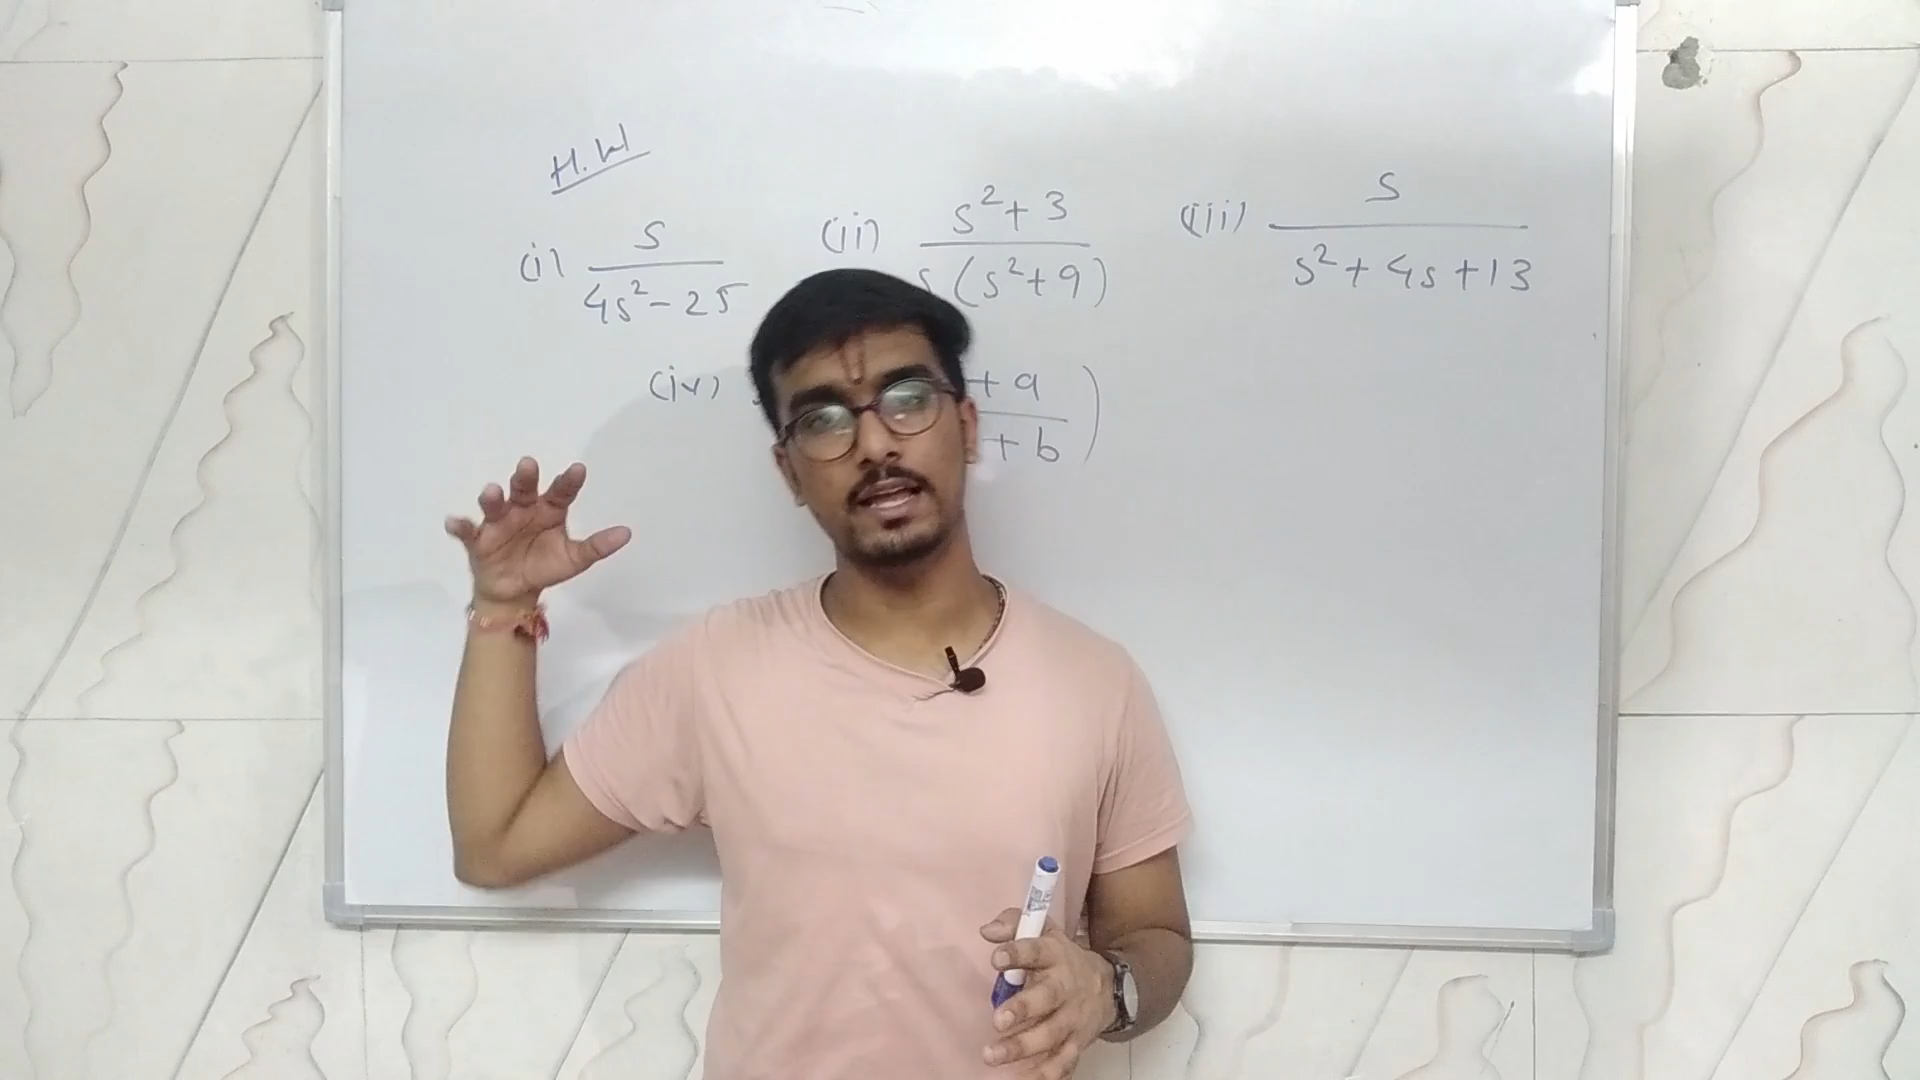 H.W
(i) s / 4s² - 25
(ii) s² + 3 / s(s² + 9)
(iii) s / s² + 4s + 13
(iv) + a / + b )